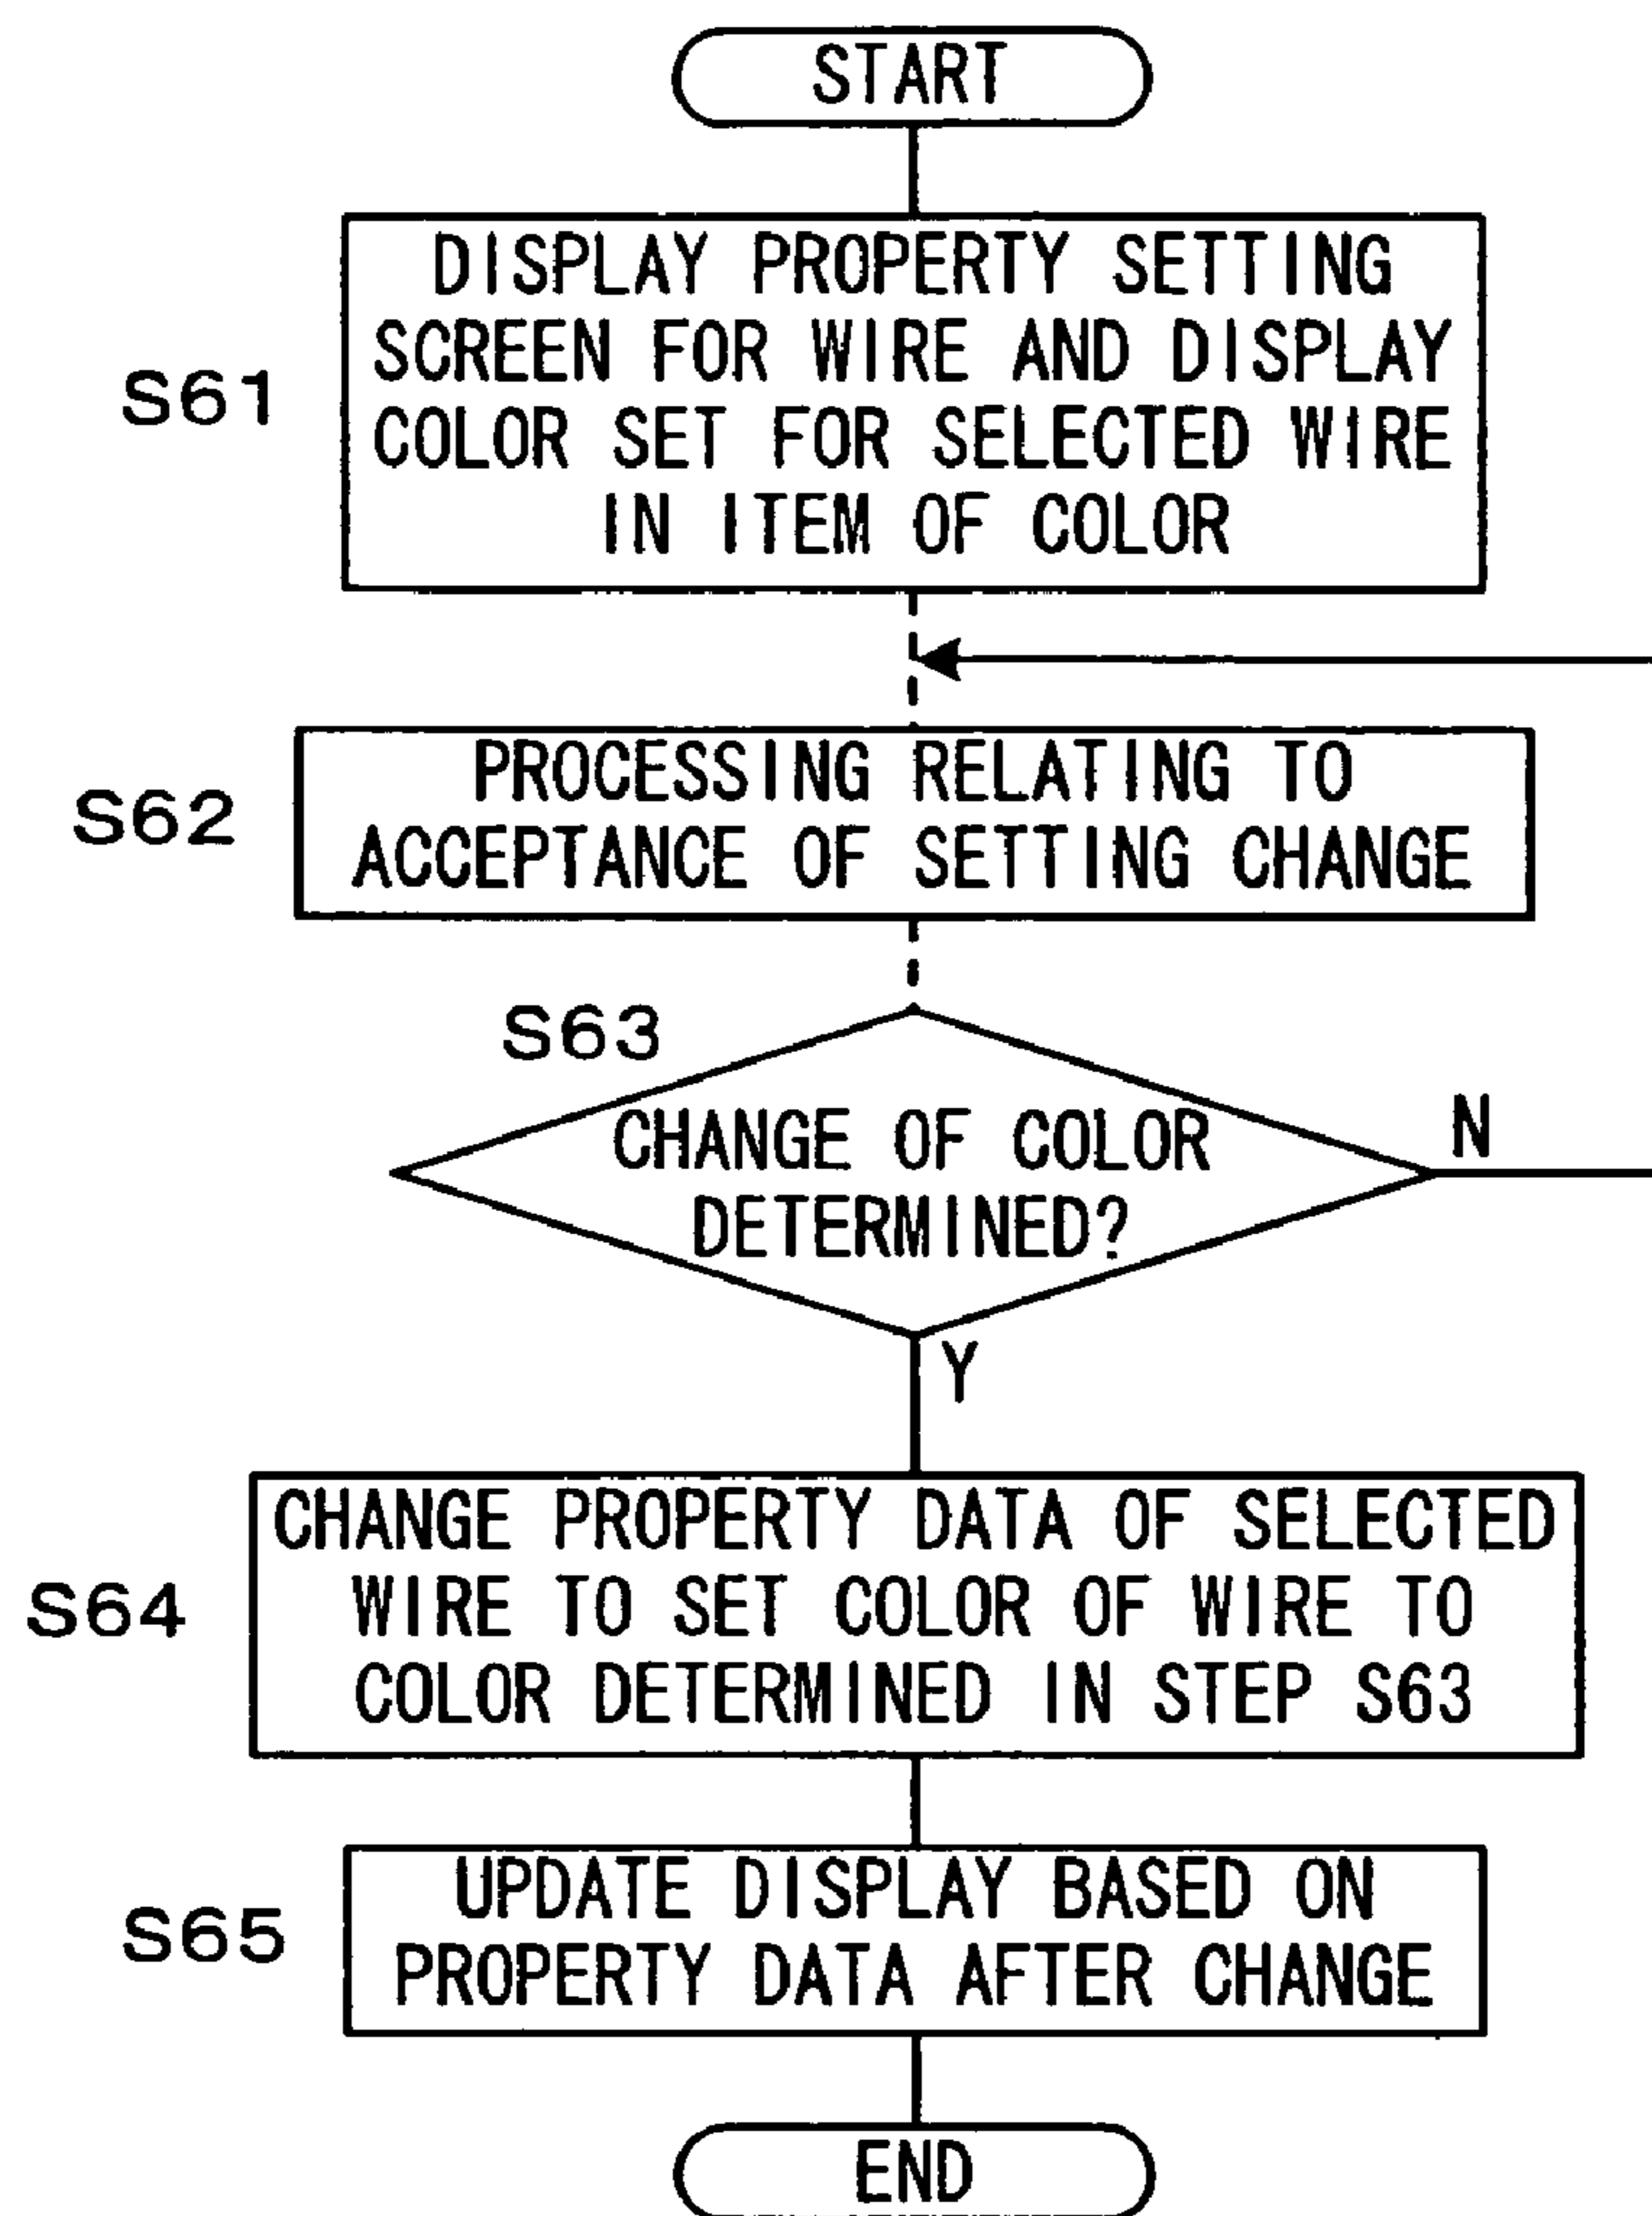 START
DISPLAY PROPERTY SETTING
SCREEN FOR WIRE AND DISPLAY
COLOR SET FOR SELECTED WIRE
IN ITEM OF COLOR
S61
PROCESSING RELATING TO
ACCEPTANCE OF SETTING CHANGE
S62
S63
CHANGE OF COLOR
DETERMINED?
N
Y
CHANGE PROPERTY DATA OF SELECTED
WIRE TO SET COLOR OF WIRE TO
COLOR DETERMINED IN STEP S63
S64
UPDATE DISPLAY BASED ON
PROPERTY DATA AFTER CHANGE
S65
END